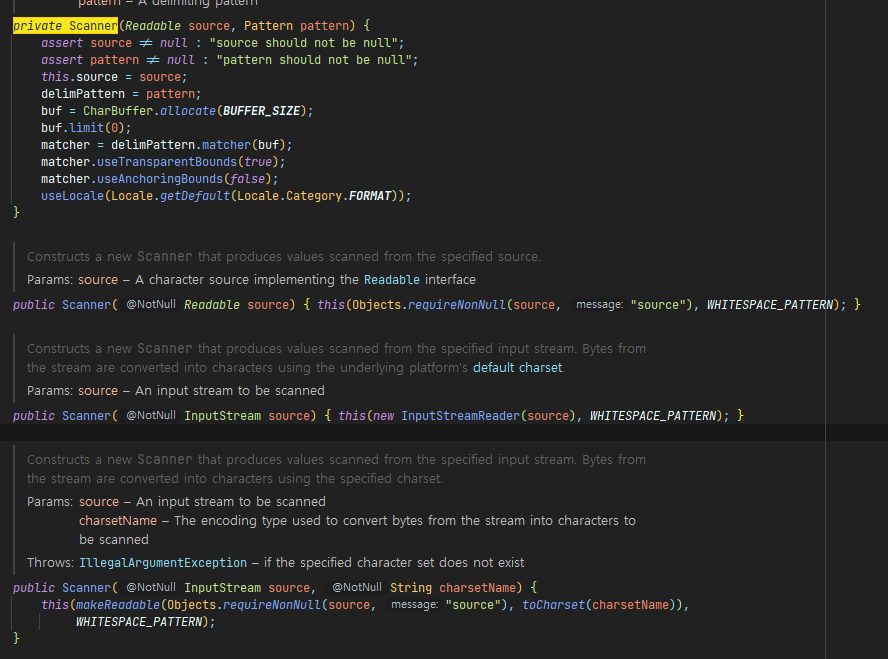 pattern – A delimiting pattern
private Scanner(Readable source, Pattern pattern) {
assert source ≠ null : "source should not be null";
assert pattern ≠ null : "pattern should not be null";
this.source = source;
delimPattern = pattern;
buf = CharBuffer.allocate(BUFFER_SIZE);
buf.limit(0);
matcher = delimPattern.matcher(buf);
matcher.useTransparentBounds(true);
matcher.useAnchoringBounds(false);
useLocale(Locale.getDefault(Locale.Category.FORMAT));
}
Constructs a new Scanner that produces values scanned from the specified source.
Params: source – A character source implementing the Readable interface
public Scanner( @NotNull Readable source) { this(Objects.requireNonNull(source, message: "source"), WHITESPACE_PATTERN); }
Constructs a new Scanner that produces values scanned from the specified input stream. Bytes from
the stream are converted into characters using the underlying platform's default charset.
Params: source – An input stream to be scanned
public Scanner( @NotNull InputStream source) { this(new InputStreamReader(source), WHITESPACE_PATTERN); }
Constructs a new Scanner that produces values scanned from the specified input stream. Bytes from
the stream are converted into characters using the specified charset.
Params: source – An input stream to be scanned
charsetName – The encoding type used to convert bytes from the stream into characters to
be scanned
Throws: IllegalArgumentException – if the specified character set does not exist
public Scanner( @NotNull InputStream source, @NotNull String charsetName) {
this(makeReadable(Objects.requireNonNull(source, message: "source"), toCharset(charsetName)),
WHITESPACE_PATTERN);
}